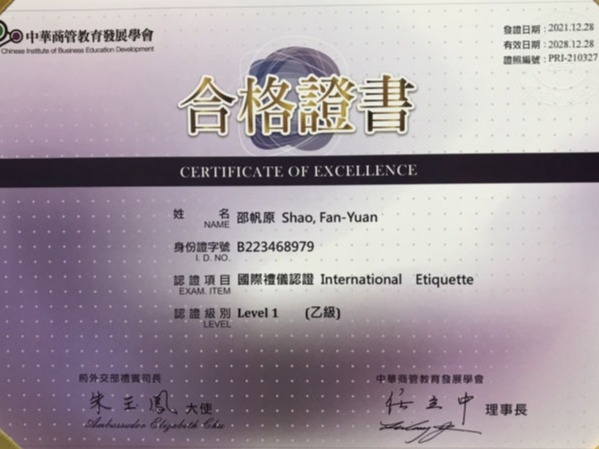 中華商管教育發展學會
Chinese Institute of Business Education Development
發證日期：2021.12.28
有效日期：2028.12.28
證照編號：PRI-210327
合格證書
CERTIFICATE OF EXCELLENCE
姓 名 邵帆原 Shao, Fan-Yuan
NAME
身份證字號 B223468979
I. D. NO.
認證項目 國際禮儀認證 International Etiquette
EXAM. ITEM
認證級別 Level 1 (乙級)
LEVEL
前外交部禮賓司長
朱玉鳳 大使
Ambassador Elizabeth Chu
中華商管教育發展學會
任立中 理事長